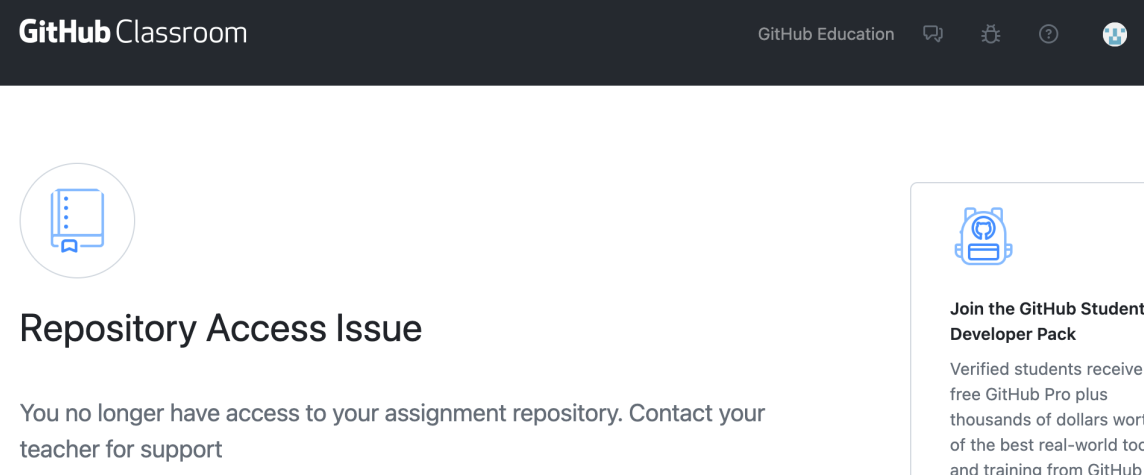 GitHub Classroom
GitHub Education
Repository Access Issue
You no longer have access to your assignment repository. Contact your
teacher for support
Join the GitHub Student
Developer Pack
Verified students receive
free GitHub Pro plus
thousands of dollars wort
of the best real-world too
and training from GitHub